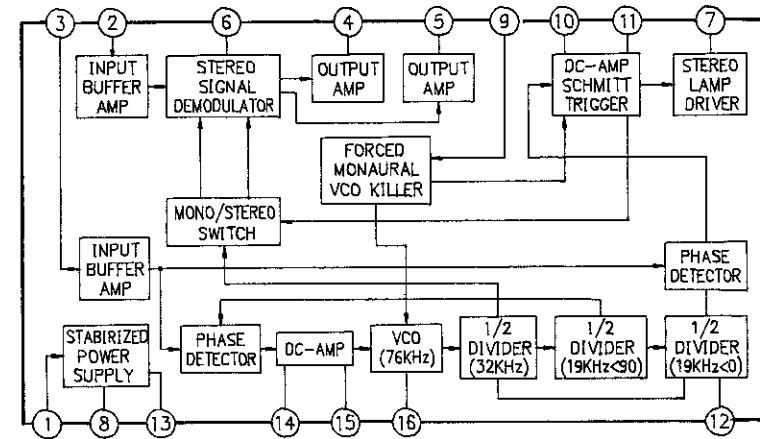 3
2
6
4
5
9
10
11
7
INPUT
BUFFER
AMP
STEREO
SIGNAL
DEMODULATOR
OUTPUT
AMP
OUTPUT
AMP
DC-AMP
SCHMITT
TRIGGER
STEREO
LAMP
DRIVER
FORCED
MONAURAL
VCO KILLER
MONO/STEREO
SWITCH
INPUT
BUFFER
AMP
PHASE
DETECTOR
STABIRIZED
POWER
SUPPLY
PHASE
DETECTOR
DC-AMP
VCO
(76KHz)
1/2
DIVIDER
(32KHz)
1/2
DIVIDER
(19KHz<90)
1/2
DIVIDER
(19KHz<0)
1
8
13
14
15
16
12